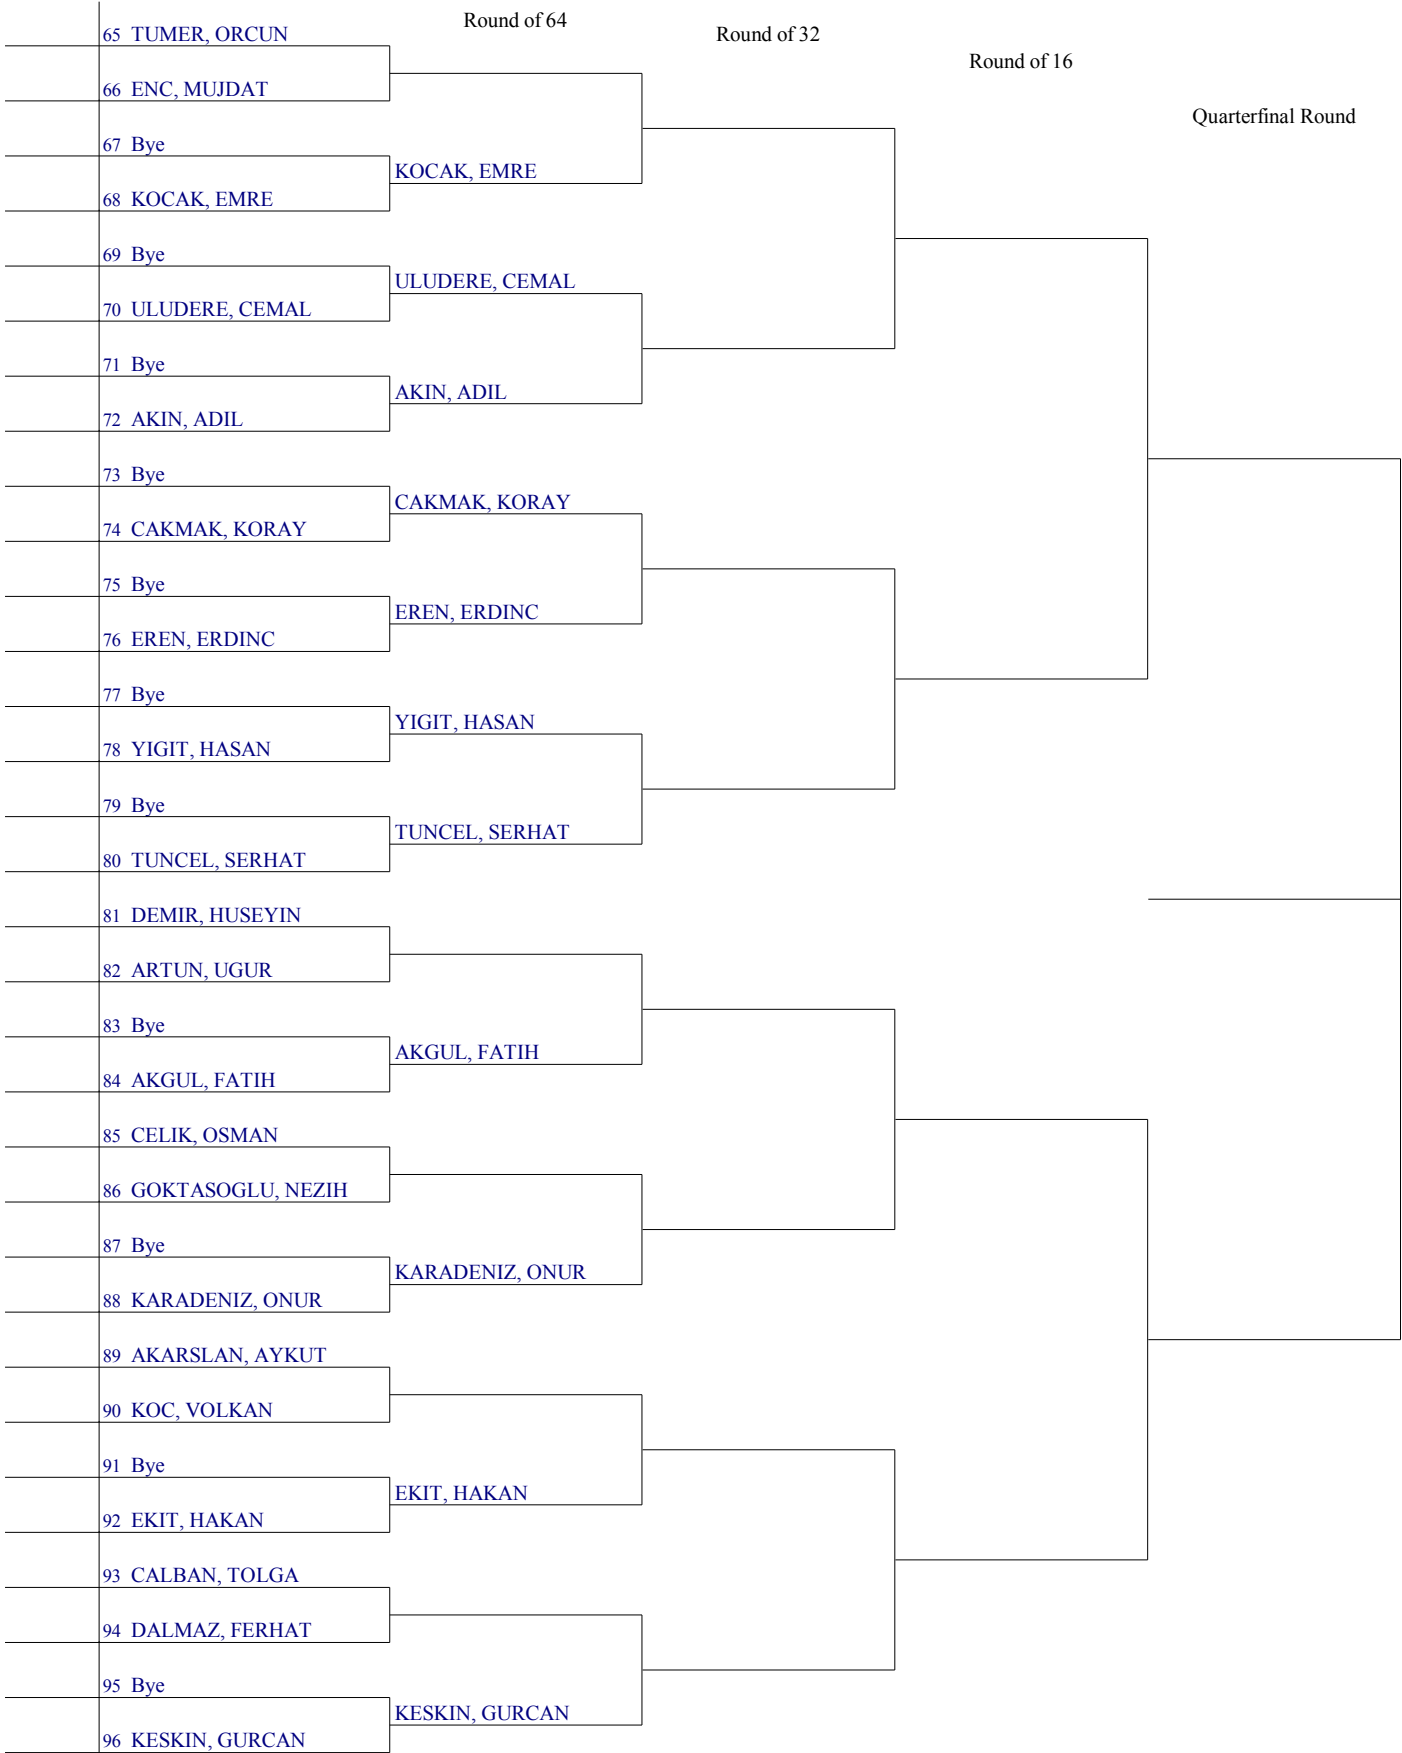 Round of 64
Round of 32
Round of 16
Quarterfinal Round
65 TUMER, ORCUN
66 ENC, MUJDAT
67 Bye
KOCAK, EMRE
68 KOCAK, EMRE
69 Bye
ULUDERE, CEMAL
70 ULUDERE, CEMAL
71 Bye
AKIN, ADIL
72 AKIN, ADIL
73 Bye
CAKMAK, KORAY
74 CAKMAK, KORAY
75 Bye
EREN, ERDINC
76 EREN, ERDINC
77 Bye
YIGIT, HASAN
78 YIGIT, HASAN
79 Bye
TUNCEL, SERHAT
80 TUNCEL, SERHAT
81 DEMIR, HUSEYIN
82 ARTUN, UGUR
83 Bye
AKGUL, FATIH
84 AKGUL, FATIH
85 CELIK, OSMAN
86 GOKTASOGLU, NEZIH
87 Bye
KARADENIZ, ONUR
88 KARADENIZ, ONUR
89 AKARSLAN, AYKUT
90 KOC, VOLKAN
91 Bye
EKIT, HAKAN
92 EKIT, HAKAN
93 CALBAN, TOLGA
94 DALMAZ, FERHAT
95 Bye
KESKIN, GURCAN
96 KESKIN, GURCAN